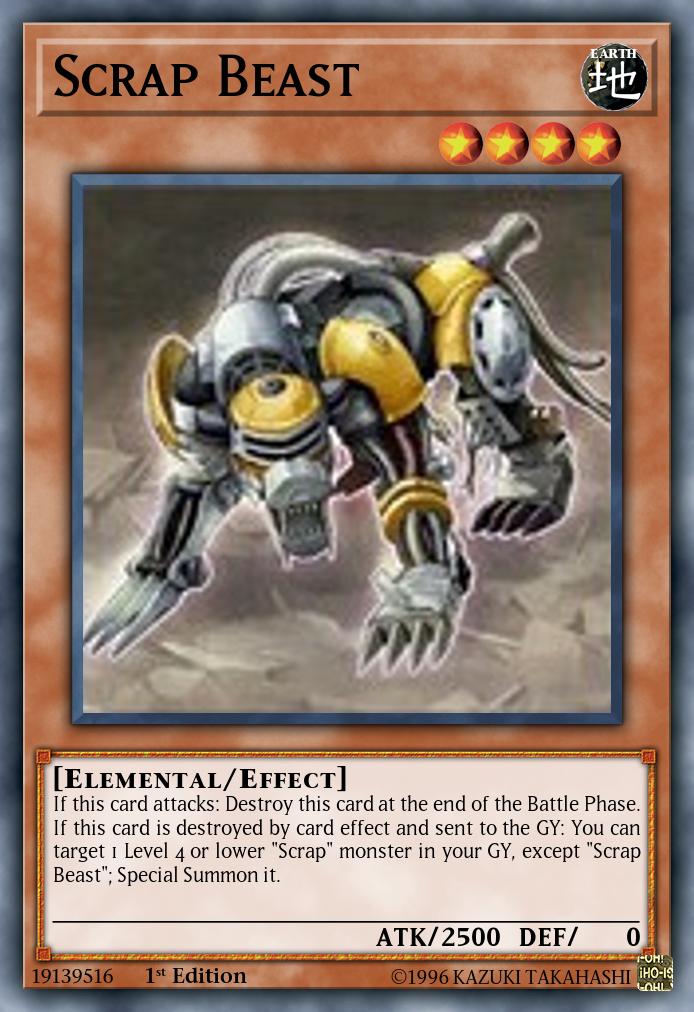 Scrap Beast
EARTH
地
[Elemental/Effect]
If this card attacks: Destroy this card at the end of the Battle Phase.
If this card is destroyed by card effect and sent to the GY: You can
target 1 Level 4 or lower "Scrap" monster in your GY, except "Scrap
Beast"; Special Summon it.
ATK/2500 DEF/ 0
19139516 1st Edition ©1996 KAZUKI TAKAHASHI